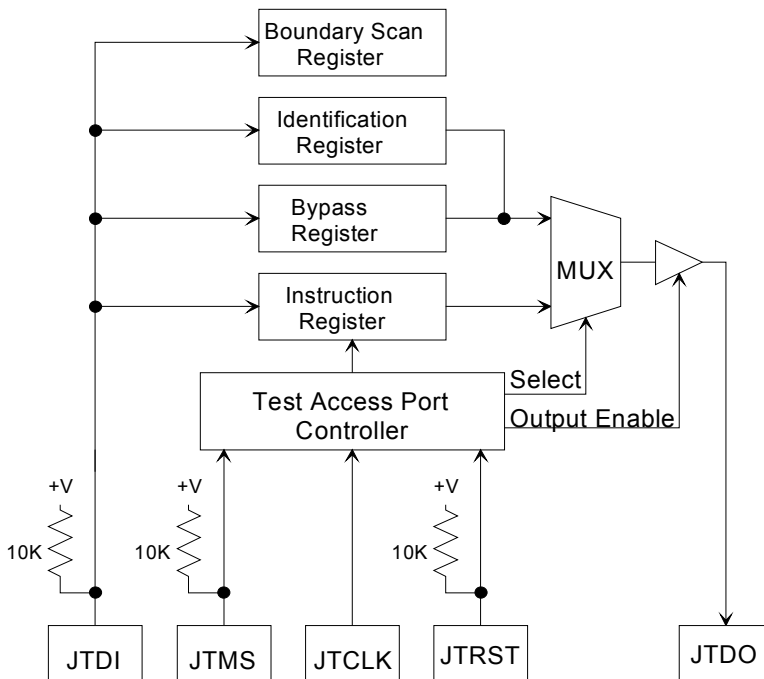 Boundary Scan
Register
Identification
Register
Bypass
Register
Instruction
Register
MUX
Test Access Port
Controller
Select
Output Enable
+V
+V
+V
10K
10K
10K
JTDI
JTMS
JTCLK
JTRST
JTDO